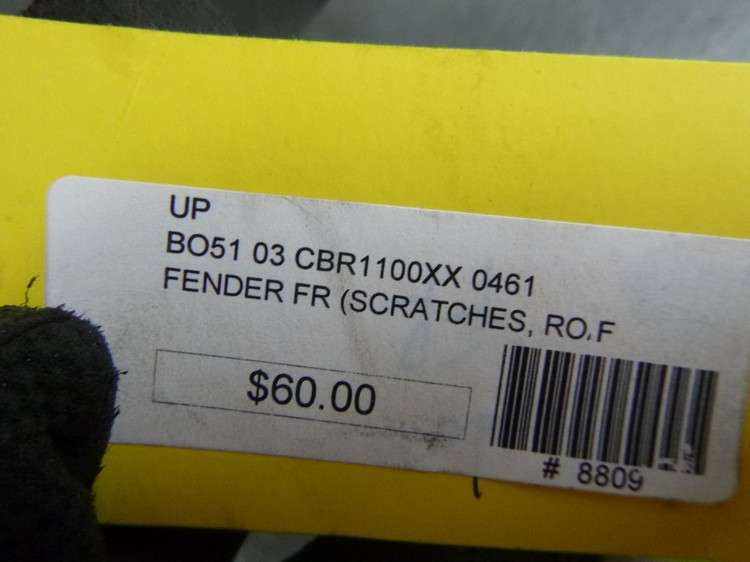 UP
BO51 03 CBR1100XX 0461
FENDER FR (SCRATCHES, RO.F
$60.00
# 8809